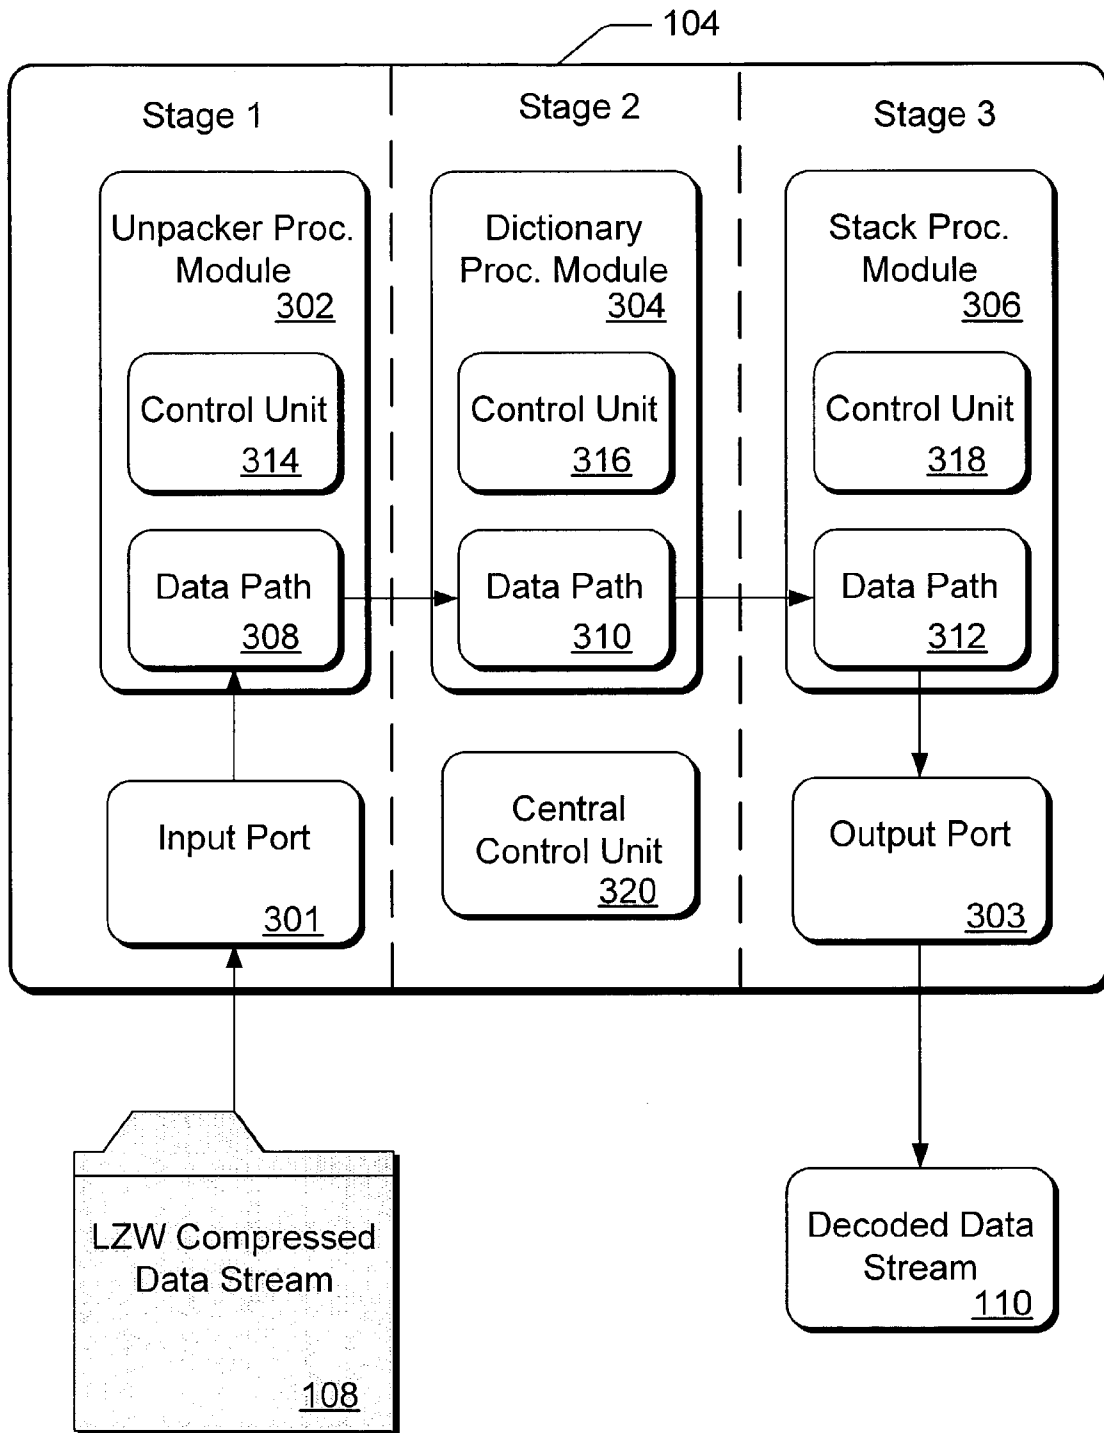 104
Stage 1
Stage 2
Stage 3
Unpacker Proc.
Module
302
Dictionary
Proc. Module
304
Stack Proc.
Module
306
Control Unit
314
Control Unit
316
Control Unit
318
Data Path
308
Data Path
310
Data Path
312
Input Port
301
Central
Control Unit
320
Output Port
303
LZW Compressed
Data Stream
108
Decoded Data
Stream
110